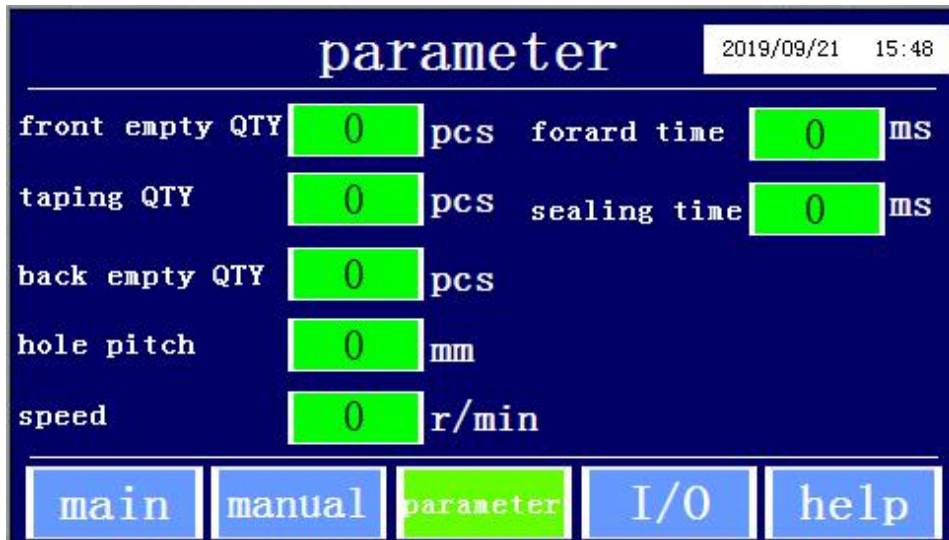 parameter 2019/09/21 15:48
front empty QTY 0 pcs forard time 0 ms
taping QTY 0 pcs sealing time 0 ms
back empty QTY 0 pcs
hole pitch 0 mm
speed 0 r/min
main manual parameter I/O help